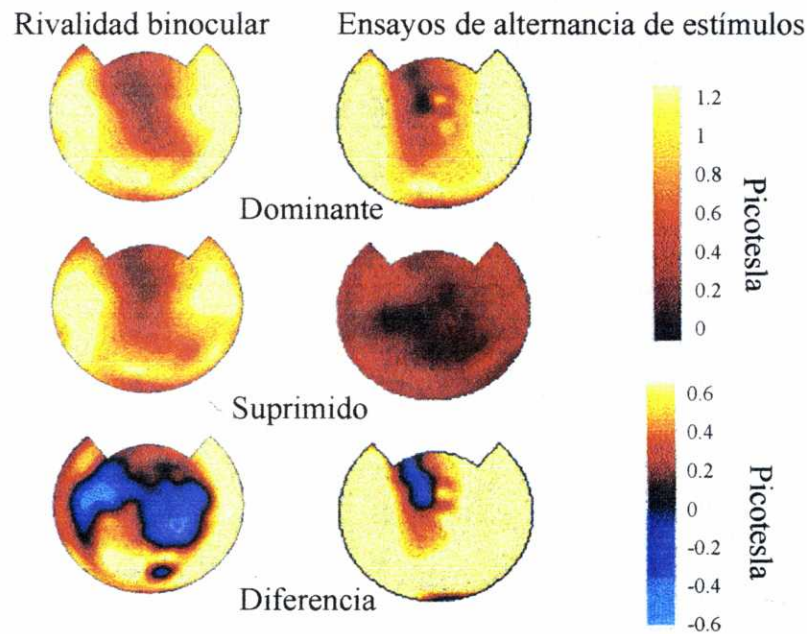 Rivalidad binocular
Ensayos de alternancia de estímulos
1.2
1
0.8
0.6
0.4
0.2
0
Picotesla
Dominante
Suprimido
0.6
0.4
0.2
0
-0.2
-0.4
-0.6
Picotesla
Diferencia